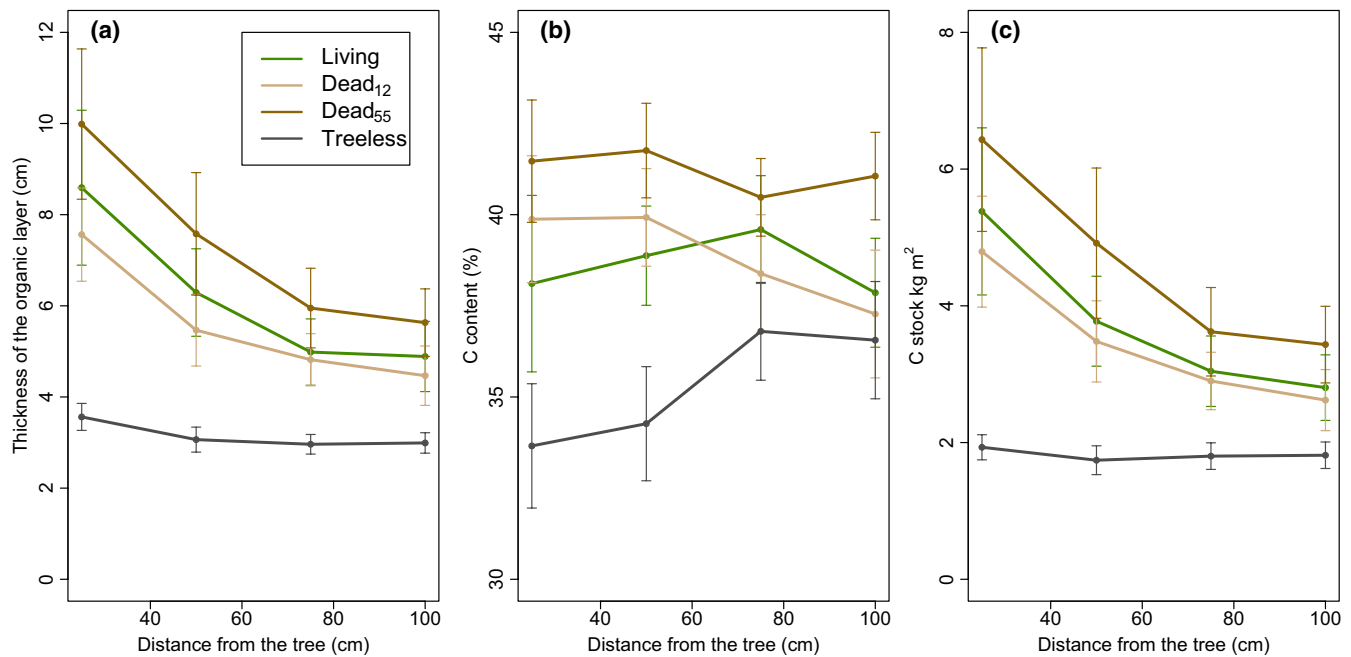 (a)
12
10
8
6
4
2
0
Thickness of the organic layer (cm)
Living
Dead12
Dead55
Treeless
40 60 80 100
Distance from the tree (cm)
(b)
45
40
35
30
C content (%)
40 60 80 100
Distance from the tree (cm)
(c)
8
6
4
2
0
C stock kg m2
40 60 80 100
Distance from the tree (cm)